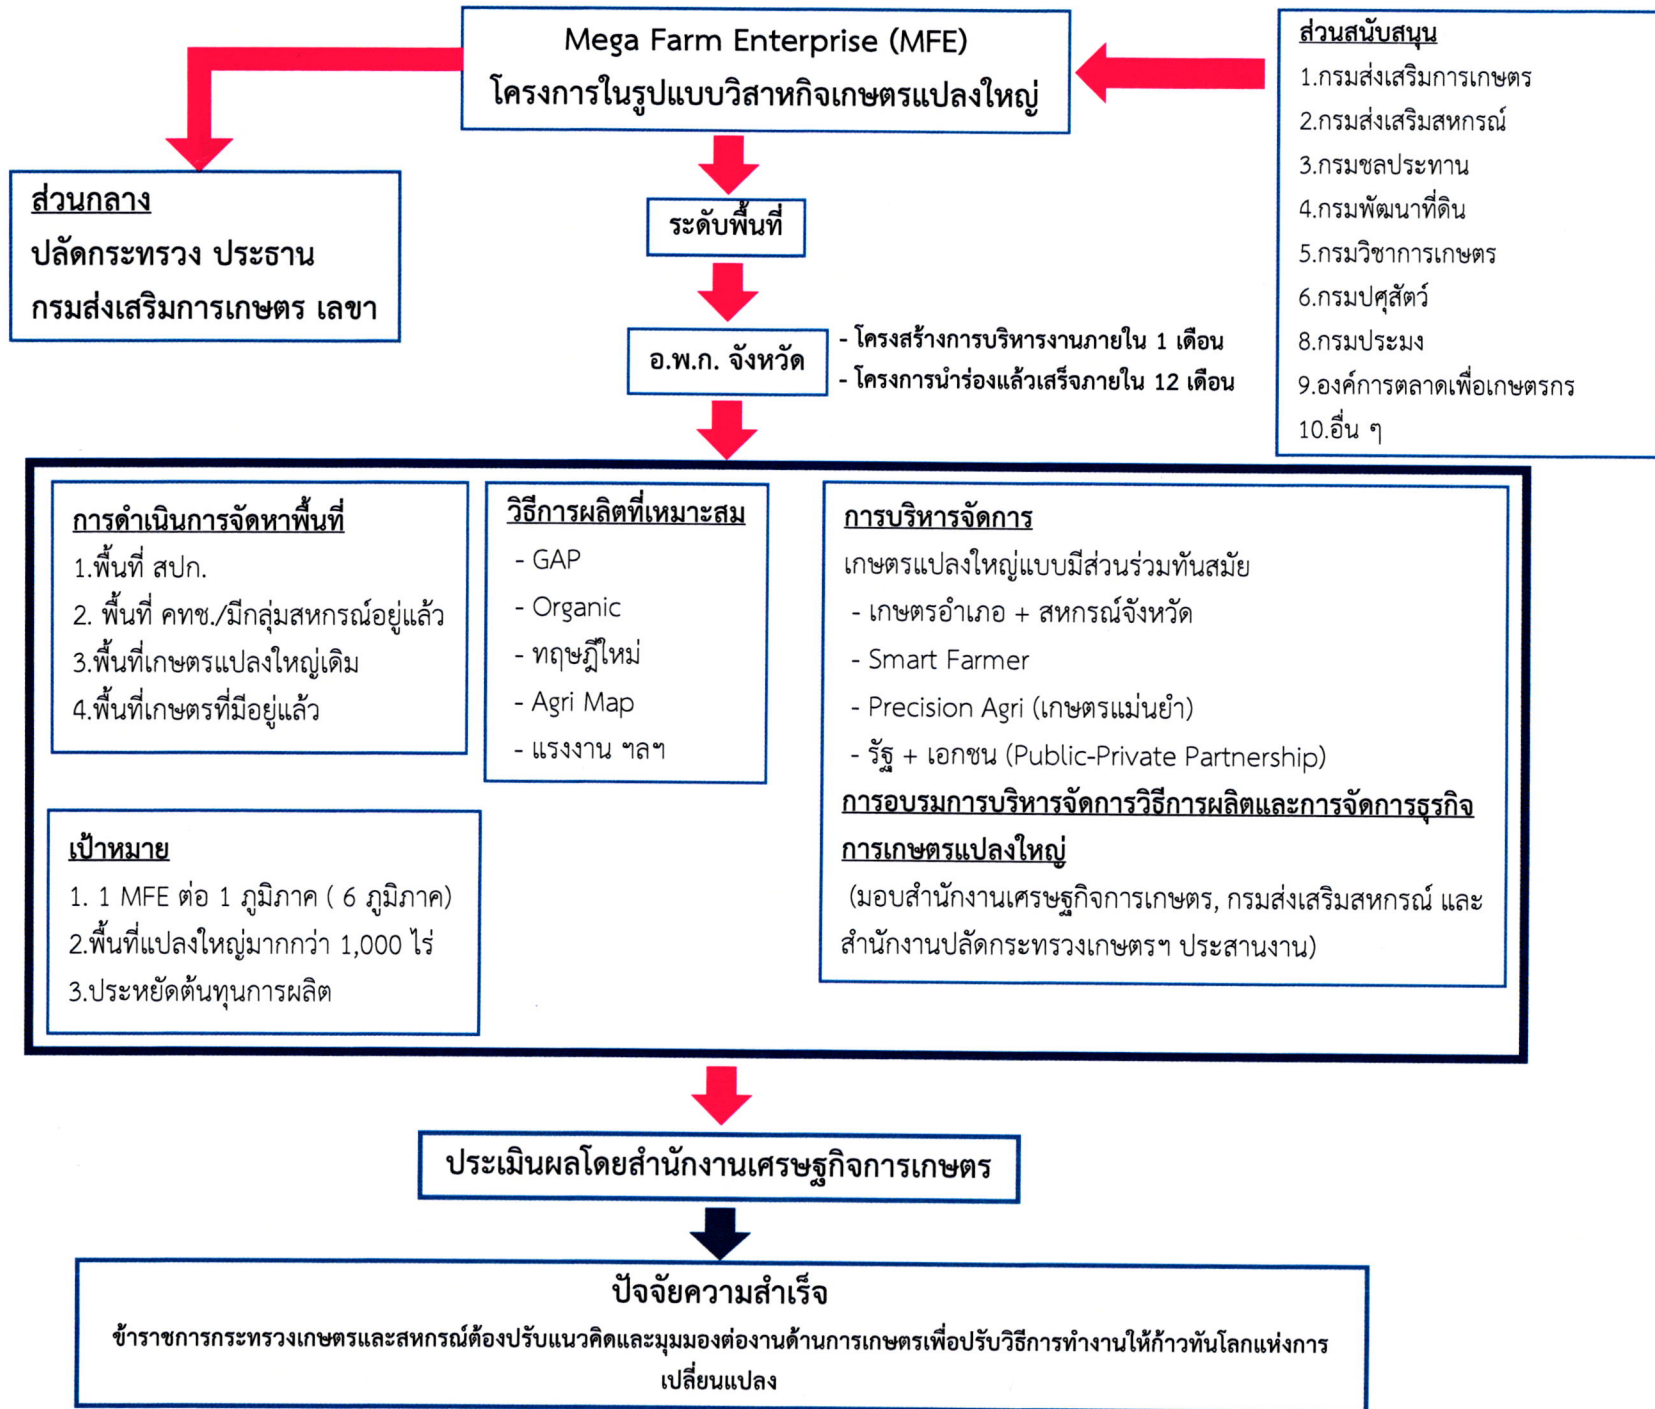 Mega Farm Enterprise (MFE)
โครงการในรูปแบบวิสาหกิจเกษตรแปลงใหญ่
ส่วนสนับสนุน
1.กรมส่งเสริมการเกษตร
2.กรมส่งเสริมสหกรณ์
3.กรมชลประทาน
4.กรมพัฒนาที่ดิน
5.กรมวิชาการเกษตร
6.กรมปศุสัตว์
8.กรมประมง
9.องค์การตลาดเพื่อเกษตรกร
10.อื่น ๆ
ส่วนกลาง
ปลัดกระทรวง ประธาน
กรมส่งเสริมการเกษตร เลขา
ระดับพื้นที่
อ.พ.ก. จังหวัด
- โครงสร้างการบริหารงานภายใน 1 เดือน
- โครงการนำร่องแล้วเสร็จภายใน 12 เดือน
การดำเนินการจัดหาพื้นที่
1.พื้นที่ สปก.
2. พื้นที่ คทช./มีกลุ่มสหกรณ์อยู่แล้ว
3.พื้นที่เกษตรแปลงใหญ่เดิม
4.พื้นที่เกษตรที่มีอยู่แล้ว
วิธีการผลิตที่เหมาะสม
- GAP
- Organic
- ทฤษฎีใหม่
- Agri Map
- แรงงาน ฯลฯ
การบริหารจัดการ
เกษตรแปลงใหญ่แบบมีส่วนร่วมทันสมัย
- เกษตรอำเภอ + สหกรณ์จังหวัด
- Smart Farmer
- Precision Agri (เกษตรแม่นยำ)
- รัฐ + เอกชน (Public-Private Partnership)
การอบรมการบริหารจัดการวิธีการผลิตและการจัดการธุรกิจ
การเกษตรแปลงใหญ่
(มอบสำนักงานเศรษฐกิจการเกษตร, กรมส่งเสริมสหกรณ์ และ
สำนักงานปลัดกระทรวงเกษตรฯ ประสานงาน)
เป้าหมาย
1. 1 MFE ต่อ 1 ภูมิภาค ( 6 ภูมิภาค)
2.พื้นที่แปลงใหญ่มากกว่า 1,000 ไร่
3.ประหยัดต้นทุนการผลิต
ประเมินผลโดยสำนักงานเศรษฐกิจการเกษตร
ปัจจัยความสำเร็จ
ข้าราชการกระทรวงเกษตรและสหกรณ์ต้องปรับแนวคิดและมุมมองต่องานด้านการเกษตรเพื่อปรับวิธีการทำงานให้ก้าวทันโลกแห่งการ
เปลี่ยนแปลง